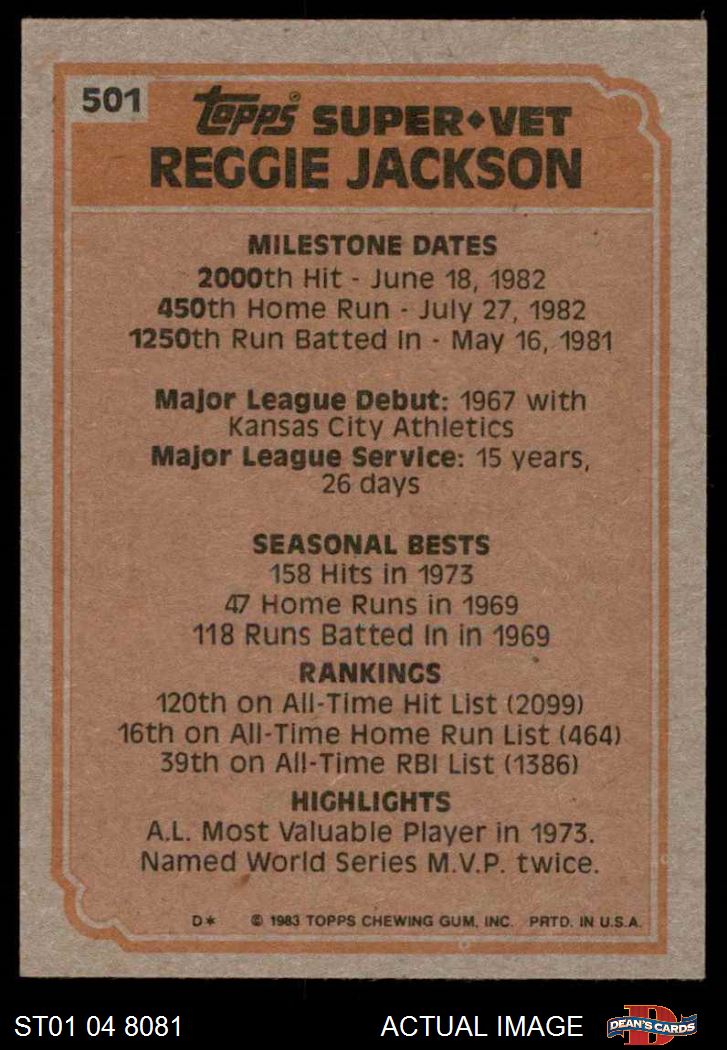 501
Topps® SUPER♦VET
REGGIE JACKSON
MILESTONE DATES
2000th Hit - June 18, 1982
450th Home Run - July 27, 1982
1250th Run Batted In - May 16, 1981
Major League Debut: 1967 with
Kansas City Athletics
Major League Service: 15 years,
26 days
SEASONAL BESTS
158 Hits in 1973
47 Home Runs in 1969
118 Runs Batted In in 1969
RANKINGS
120th on All-Time Hit List (2099)
16th on All-Time Home Run List (464)
39th on All-Time RBI List (1386)
HIGHLIGHTS
A.L. Most Valuable Player in 1973.
Named World Series M.V.P. twice.
D* © 1983 TOPPS CHEWING GUM, INC. PRTD. IN U.S.A.
ST01 04 8081 ACTUAL IMAGE D DEAN'S CARDS